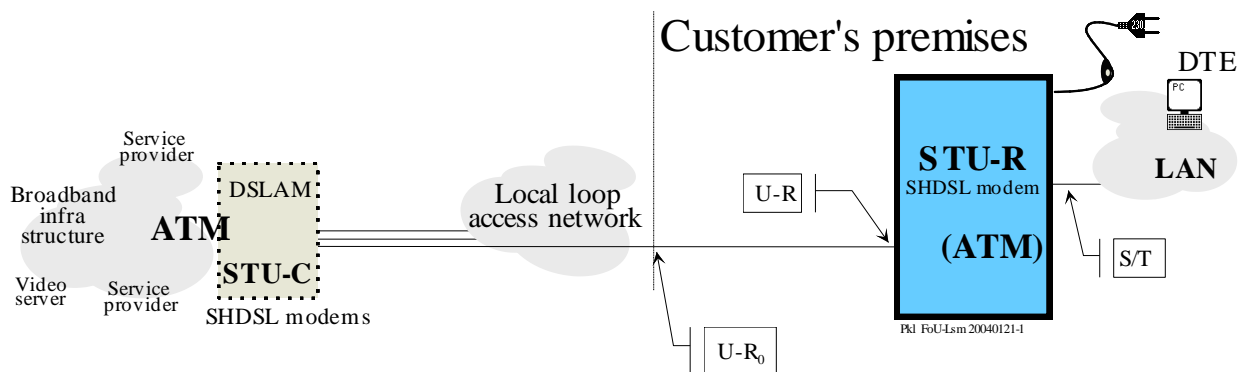 Customer's premises
230
DTE
PC
Service
provider
Broadband
infra
structure
ATM
DSLAM
STU-C
Video
server
Service
provider
SHDSL modems
Local loop
access network
U-R
U-R0
STU-R
SHDSL modem
(ATM)
LAN
S/T
Pkl FoU-Lsm 20040121-1